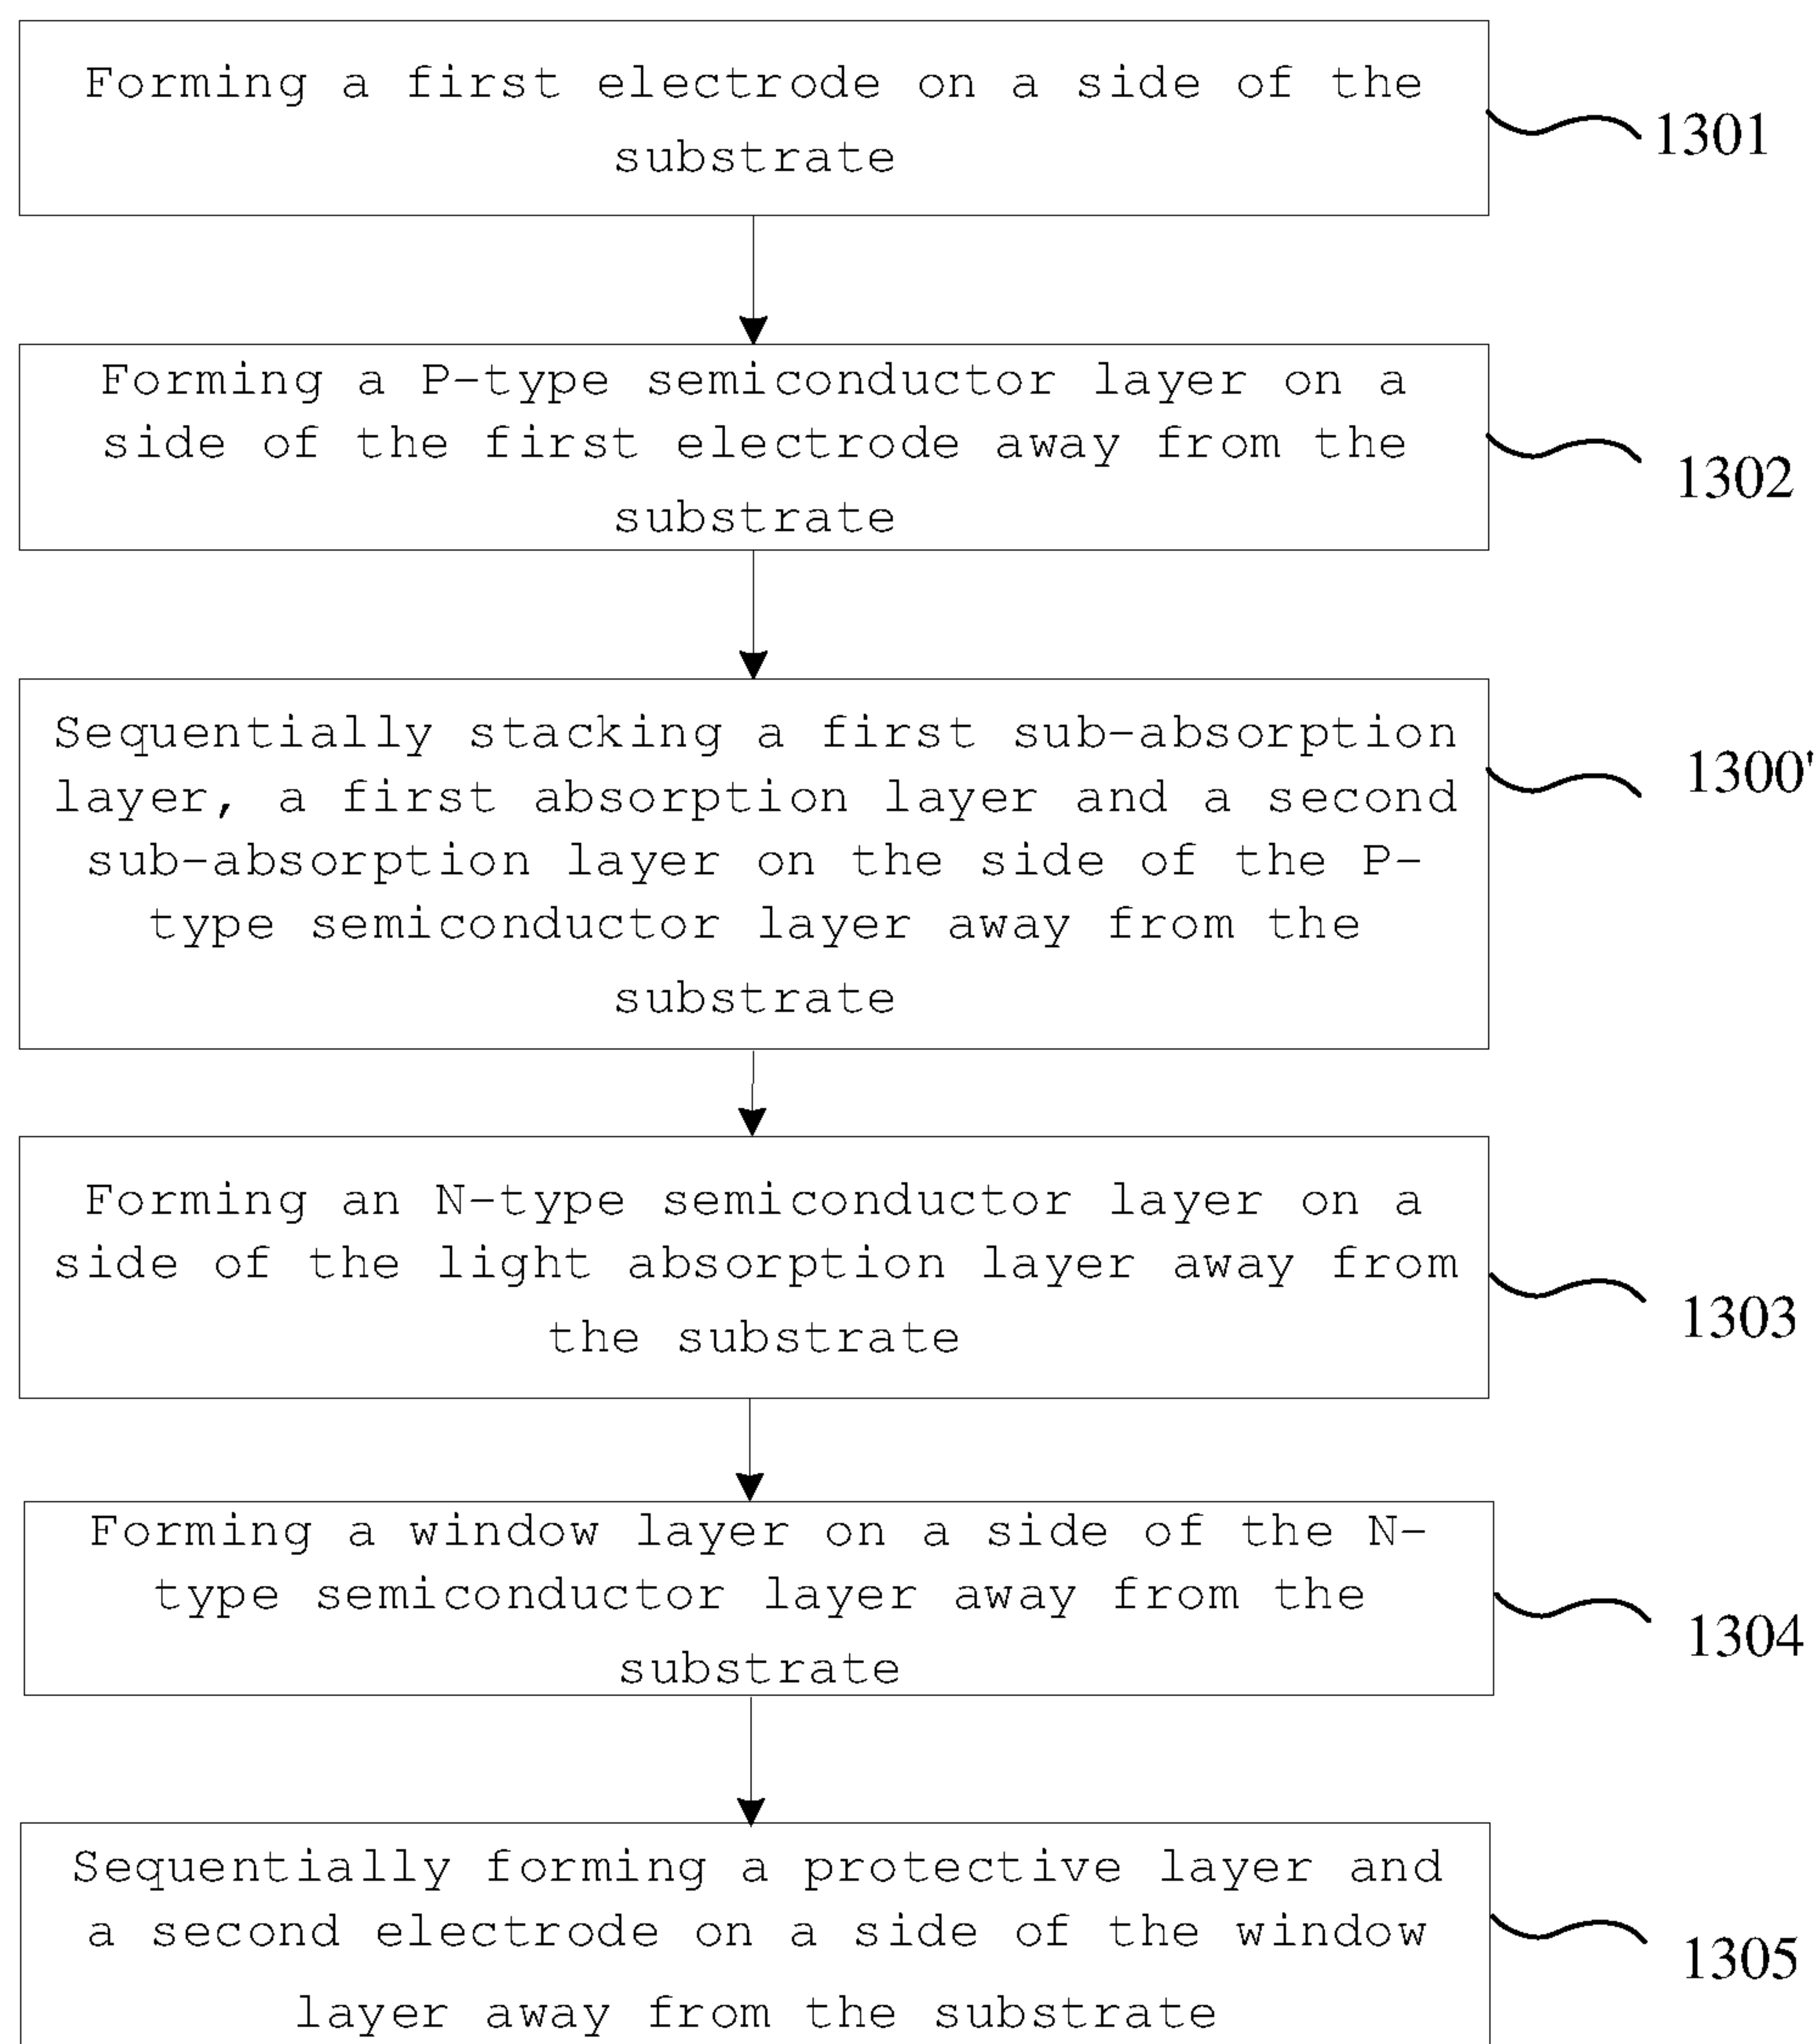 Forming a first electrode on a side of the
substrate
1301
Forming a P-type semiconductor layer on a
side of the first electrode away from the
substrate
1302
Sequentially stacking a first sub-absorption
layer, a first absorption layer and a second
sub-absorption layer on the side of the P-
type semiconductor layer away from the
substrate
1300'
Forming an N-type semiconductor layer on a
side of the light absorption layer away from
the substrate
1303
Forming a window layer on a side of the N-
type semiconductor layer away from the
substrate
1304
Sequentially forming a protective layer and
a second electrode on a side of the window
layer away from the substrate
1305